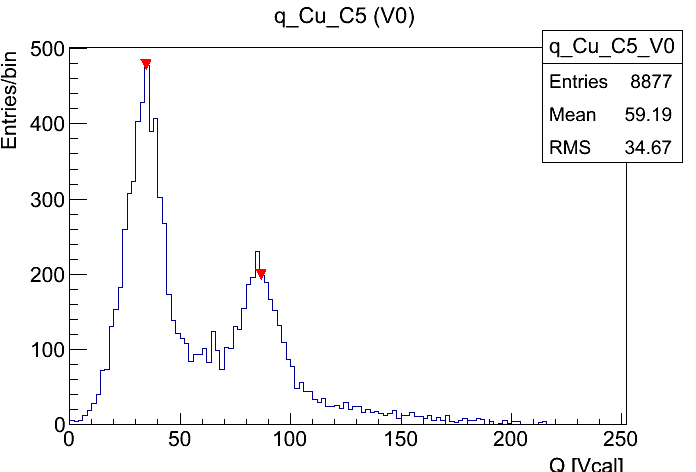 q_Cu_C5 (V0)
Entries/bin
q_Cu_C5_V0
Entries 8877
Mean 59.19
RMS 34.67
500
400
300
200
100
0
0 50 100 150 200 250
Q [Vcal]